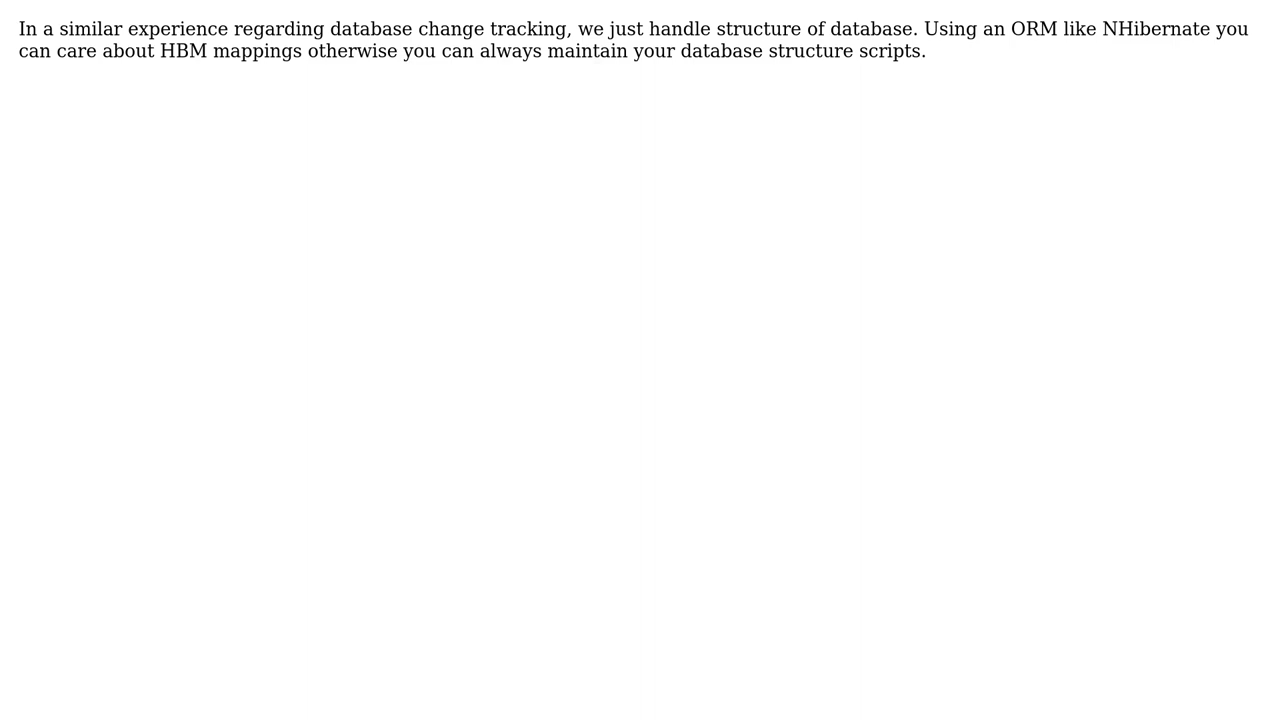 In a similar experience regarding database change tracking, we just handle structure of database. Using an ORM like NHibernate you
can care about HBM mappings otherwise you can always maintain your database structure scripts.